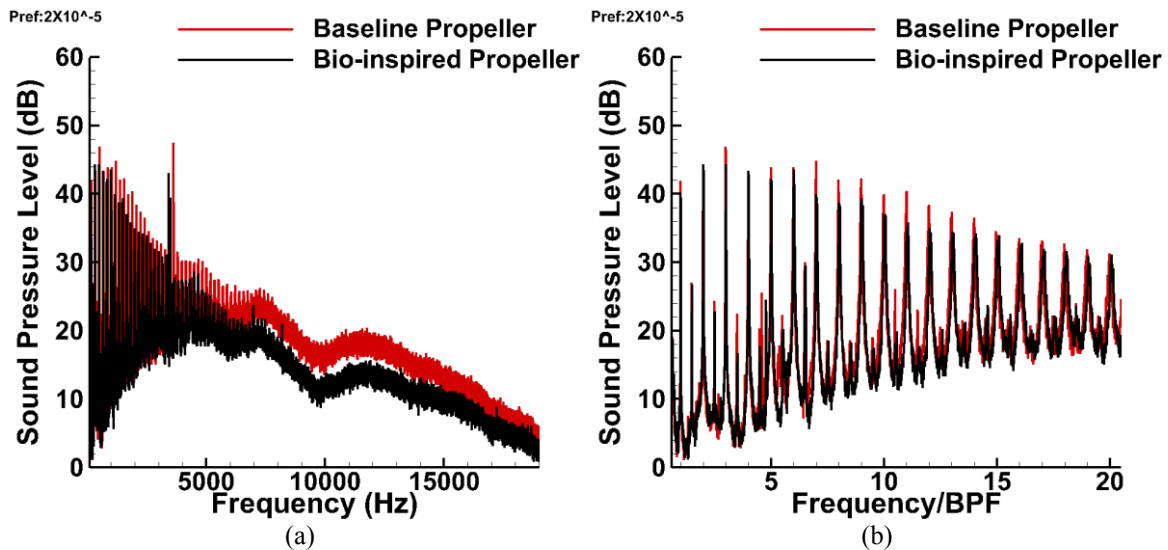 Pref:2X10^-5
Baseline Propeller
Bio-inspired Propeller
Sound Pressure Level (dB)
60
50
40
30
20
10
0
5000
10000
15000
Frequency (Hz)
(a)
Pref:2X10^-5
Baseline Propeller
Bio-inspired Propeller
Sound Pressure Level (dB)
60
50
40
30
20
10
0
5
10
15
20
Frequency/BPF
(b)